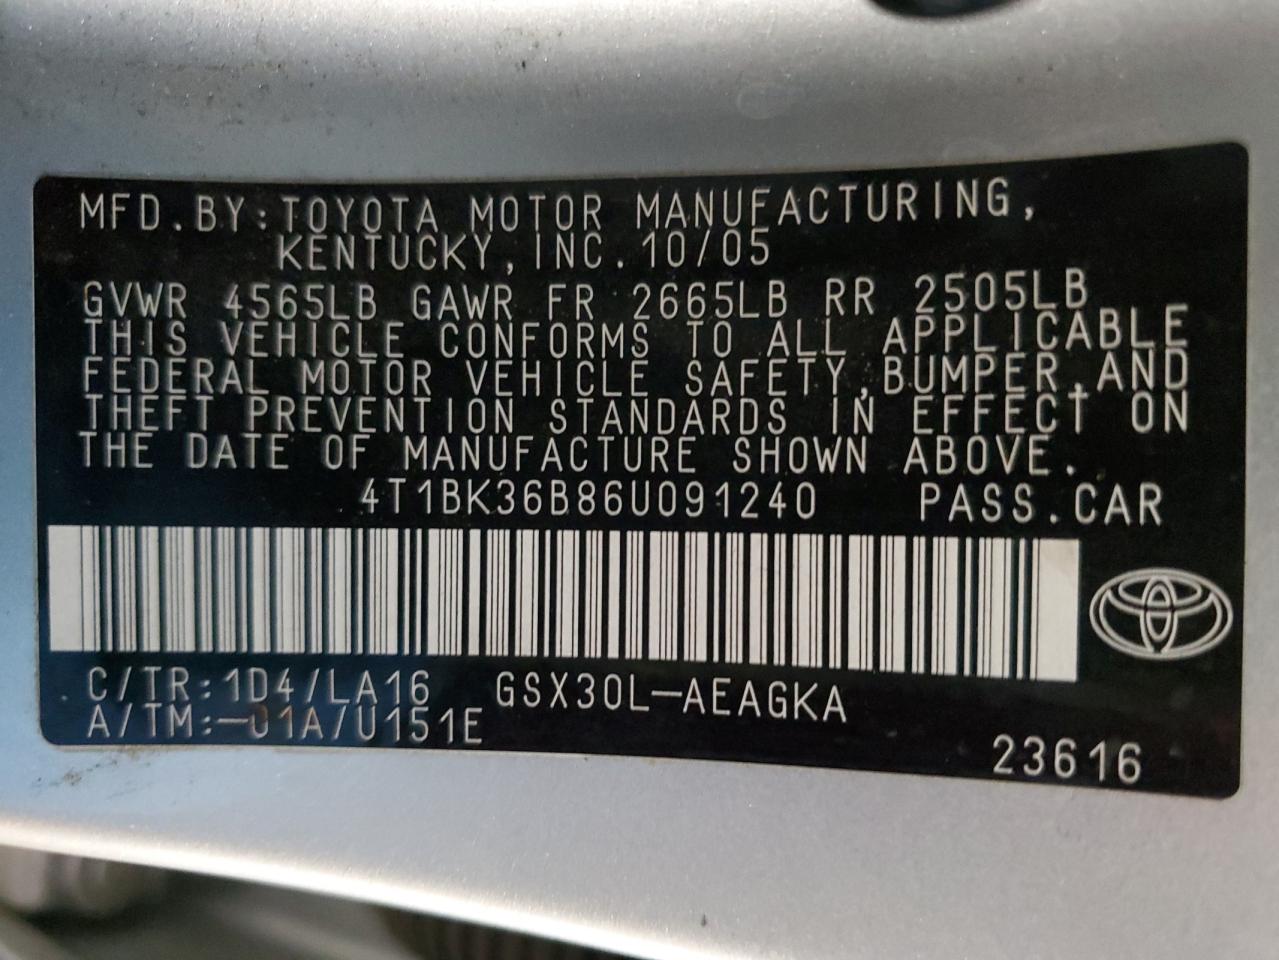 MFD.BY:TOYOTA MOTOR MANUFACTURING,
KENTUCKY,INC.10/05
GVWR 4565LB GAWR FR 2665LB RR 2505LB
THIS VEHICLE CONFORMS TO ALL APPLICABLE
FEDERAL MOTOR VEHICLE SAFETY,BUMPER,AND
THEFT PREVENTION STANDARDS IN EFFECT ON
THE DATE OF MANUFACTURE SHOWN ABOVE.
4T1BK36B86U091240 PASS.CAR
C/TR:1D4/LA16 GSX30L-AEAGKA
A/TM:-01A/U151E
23616